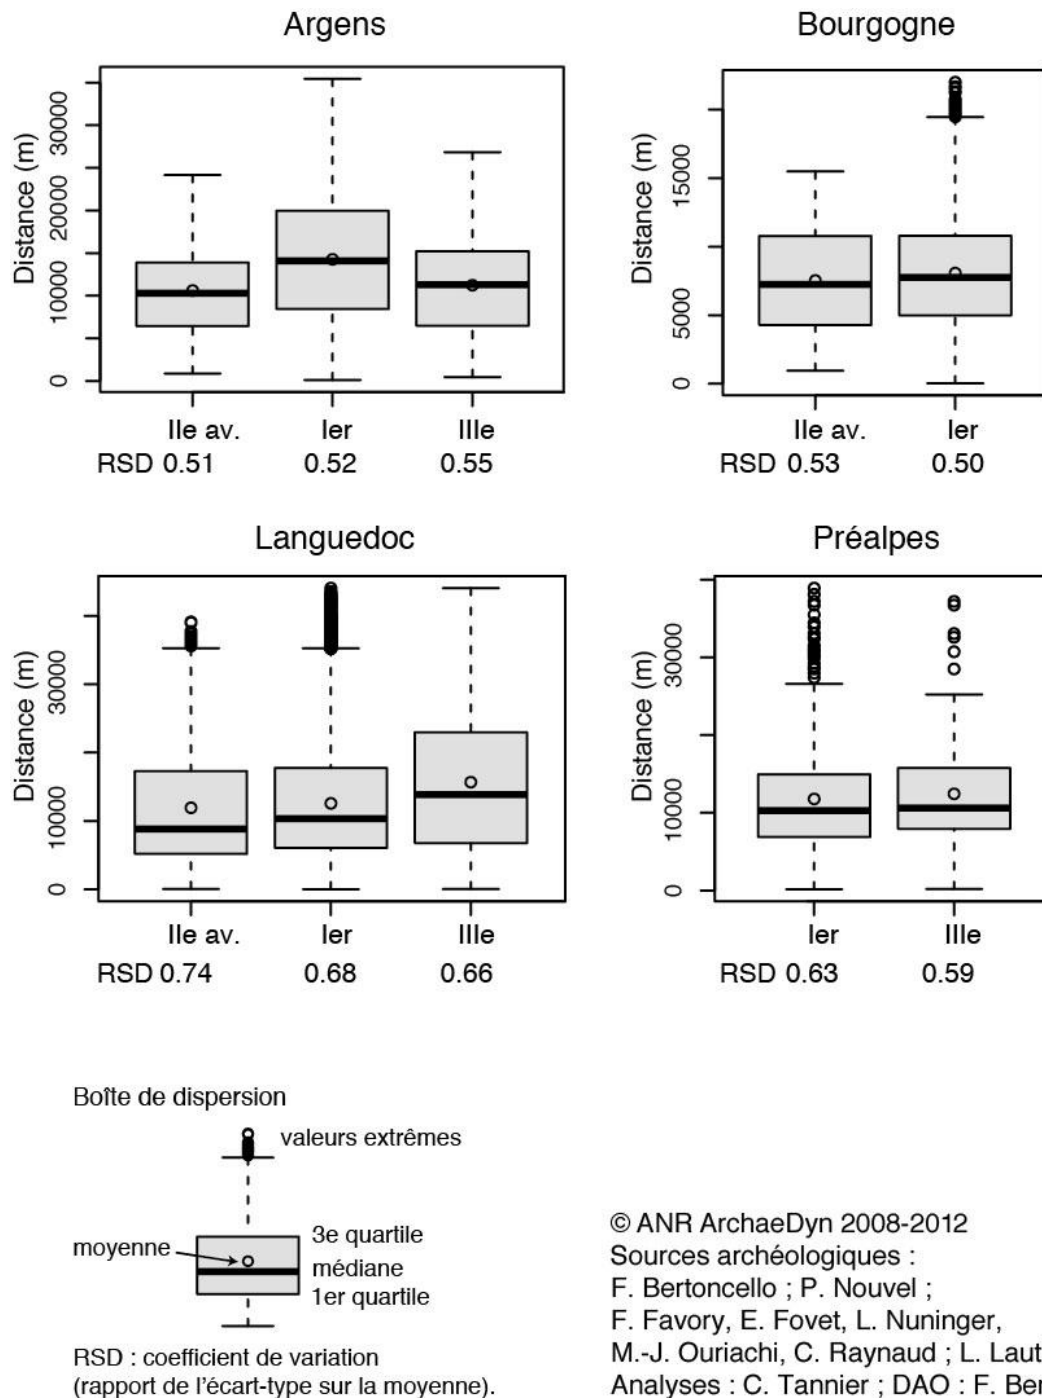 Argens
Distance (m)
0 10000 20000 30000
IIe av. Ier IIIe
RSD 0.51 0.52 0.55
Bourgogne
Distance (m)
0 5000 15000
IIe av. Ier
RSD 0.53 0.50
Languedoc
Distance (m)
0 10000 30000
IIe av. Ier IIIe
RSD 0.74 0.68 0.66
Préalpes
Distance (m)
0 10000 30000
Ier IIIe
RSD 0.63 0.59
Boîte de dispersion
valeurs extrêmes
3e quartile
moyenne
médiane
1er quartile
RSD : coefficient de variation
(rapport de l'écart-type sur la moyenne).
© ANR ArchaeDyn 2008-2012
Sources archéologiques :
F. Bertoncello ; P. Nouvel ;
F. Favory, E. Fovet, L. Nuninger,
M.-J. Ouriachi, C. Raynaud ; L. Laut
Analyses : C. Tannier ; DAO : F. Ber